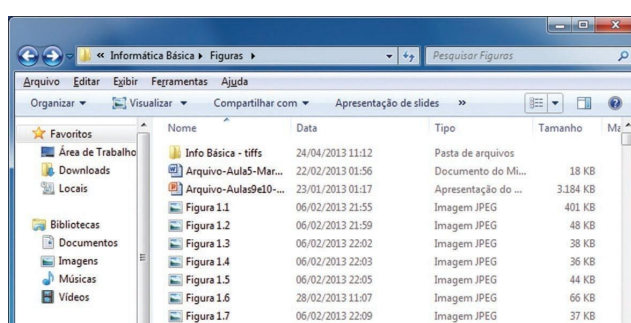 « Informática Básica ▸ Figuras ▸ Pesquisar Figuras
Arquivo Editar Exibir Ferramentas Ajuda
Organizar ▾ Visualizar ▾ Compartilhar com ▾ Apresentação de slides »
Favoritos
Área de Trabalho
Downloads
Locais
Bibliotecas
Documentos
Imagens
Músicas
Vídeos
Nome Data Tipo Tamanho Ma
Info Básica - tiffs 24/04/2013 11:12 Pasta de arquivos
Arquivo-Aula5-Mar... 22/02/2013 01:56 Documento do Mi... 18 KB
Arquivo-Aulas9e10-... 23/01/2013 01:17 Apresentação do ... 3.184 KB
Figura 1.1 06/02/2013 21:55 Imagem JPEG 401 KB
Figura 1.2 06/02/2013 21:59 Imagem JPEG 48 KB
Figura 1.3 06/02/2013 22:02 Imagem JPEG 38 KB
Figura 1.4 06/02/2013 22:03 Imagem JPEG 36 KB
Figura 1.5 06/02/2013 22:05 Imagem JPEG 44 KB
Figura 1.6 28/02/2013 11:07 Imagem JPEG 66 KB
Figura 1.7 06/02/2013 22:09 Imagem JPEG 37 KB